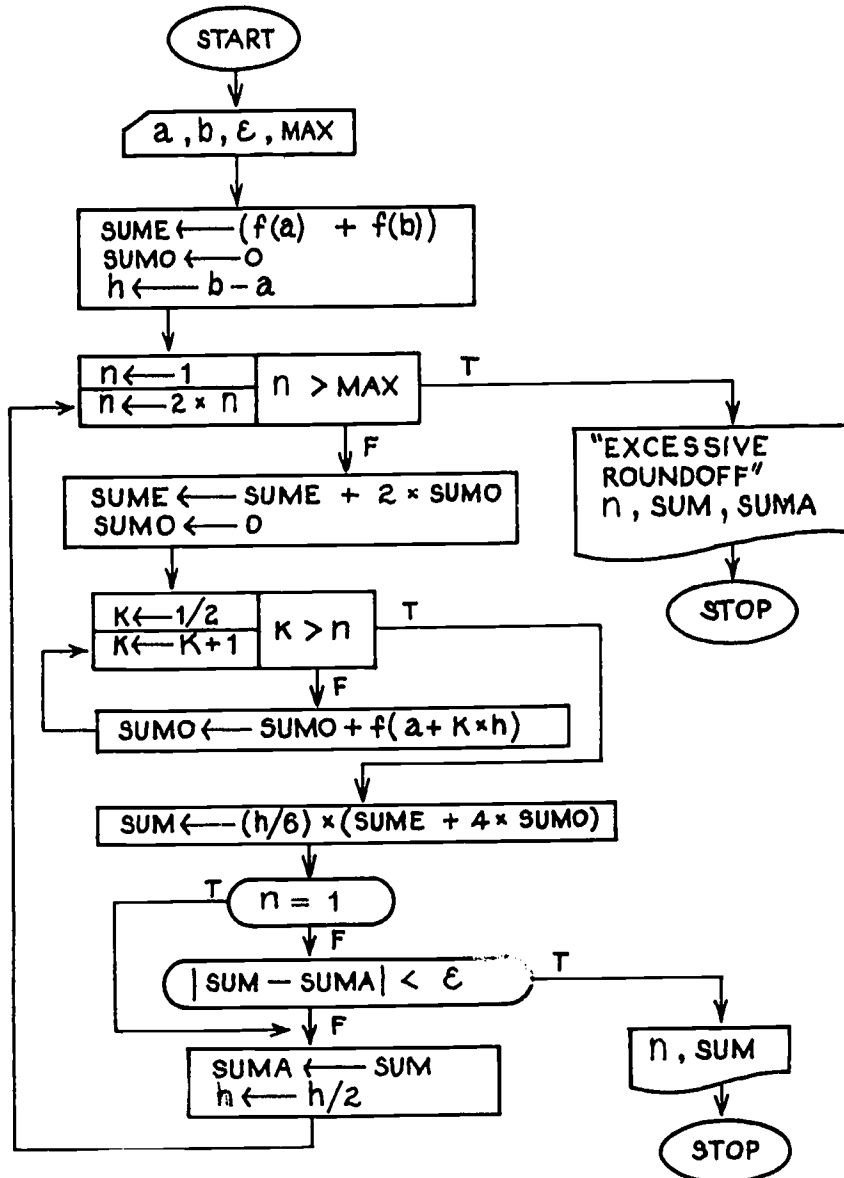 START
a, b, ε, MAX
SUME ← (f(a) + f(b))
SUMO ← 0
h ← b - a
n ← 1
n ← 2 × n
n > MAX
T
F
"EXCESSIVE
ROUNDOFF"
n, SUM, SUMA
STOP
SUME ← SUME + 2 × SUMO
SUMO ← 0
K ← 1/2
K ← K+1
K > n
T
F
SUMO ← SUMO + f(a + K×h)
SUM ← (h/6) × (SUME + 4 × SUMO)
T
n = 1
F
|SUM - SUMA| < ε
T
F
SUMA ← SUM
h ← h/2
n, SUM
STOP